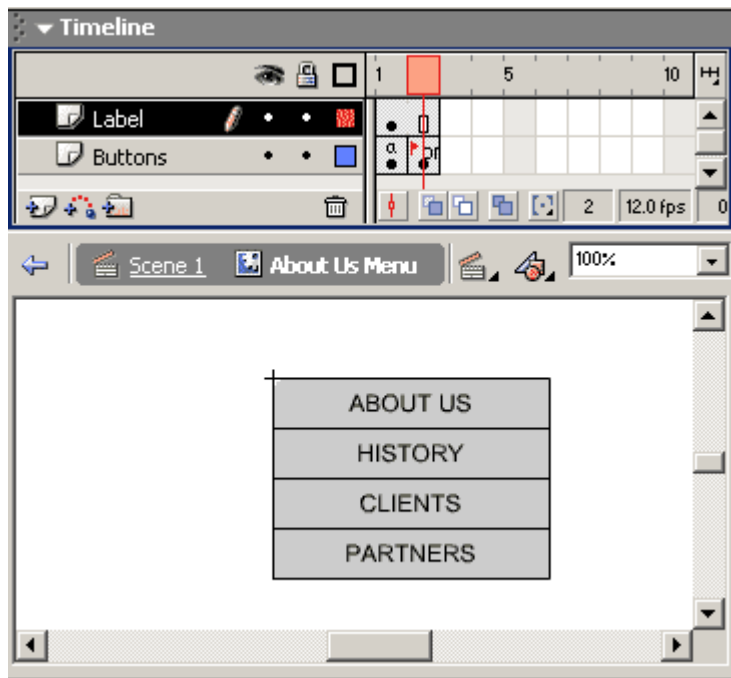 Timeline
1 5 10
Label
Buttons
a or
2 12.0 fps 0
Scene 1 About Us Menu 100%
ABOUT US
HISTORY
CLIENTS
PARTNERS